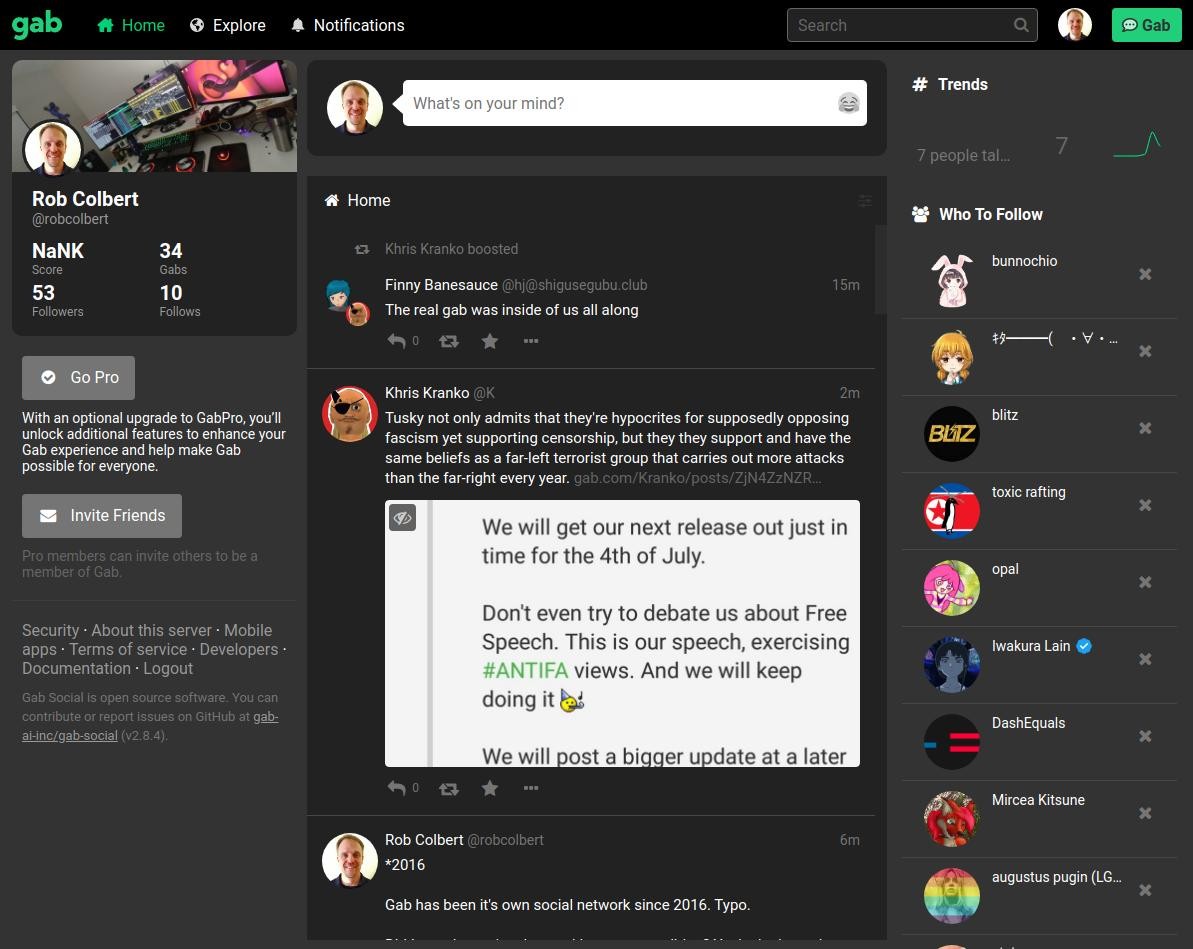 gab
Home
Explore
Notifications
Search
Gab
Rob Colbert
@robcolbert
NaNK
34
Score
Gabs
53
10
Followers
Follows
Go Pro
With an optional upgrade to GabPro, you’ll
unlock additional features to enhance your
Gab experience and help make Gab
possible for everyone.
Invite Friends
Pro members can invite others to be a
member of Gab.
Security · About this server · Mobile
apps · Terms of service · Developers ·
Documentation · Logout
Gab Social is open source software. You can
contribute or report issues on GitHub at gab-
ai-inc/gab-social (v2.8.4).
What's on your mind?
Home
Khris Kranko boosted
Finny Banesauce @hj@shigusegubu.club 15m
The real gab was inside of us all along
0
Khris Kranko @K 2m
Tusky not only admits that they're hypocrites for supposedly opposing
fascism yet supporting censorship, but they they support and have the
same beliefs as a far-left terrorist group that carries out more attacks
than the far-right every year. gab.com/Kranko/posts/ZjN4ZzNZR...
We will get our next release out just in
time for the 4th of July.
Don't even try to debate us about Free
Speech. This is our speech, exercising
#ANTIFA views. And we will keep
doing it
We will post a bigger update at a later
0
Rob Colbert @robcolbert 6m
*2016
Gab has been it's own social network since 2016. Typo.
# Trends
7 people tal...
7
Who To Follow
bunnochio
ｷﾀ━━━( ・∀・...
blitz
BLITZ
toxic rafting
opal
Iwakura Lain
DashEquals
Mircea Kitsune
augustus pugin (LG...